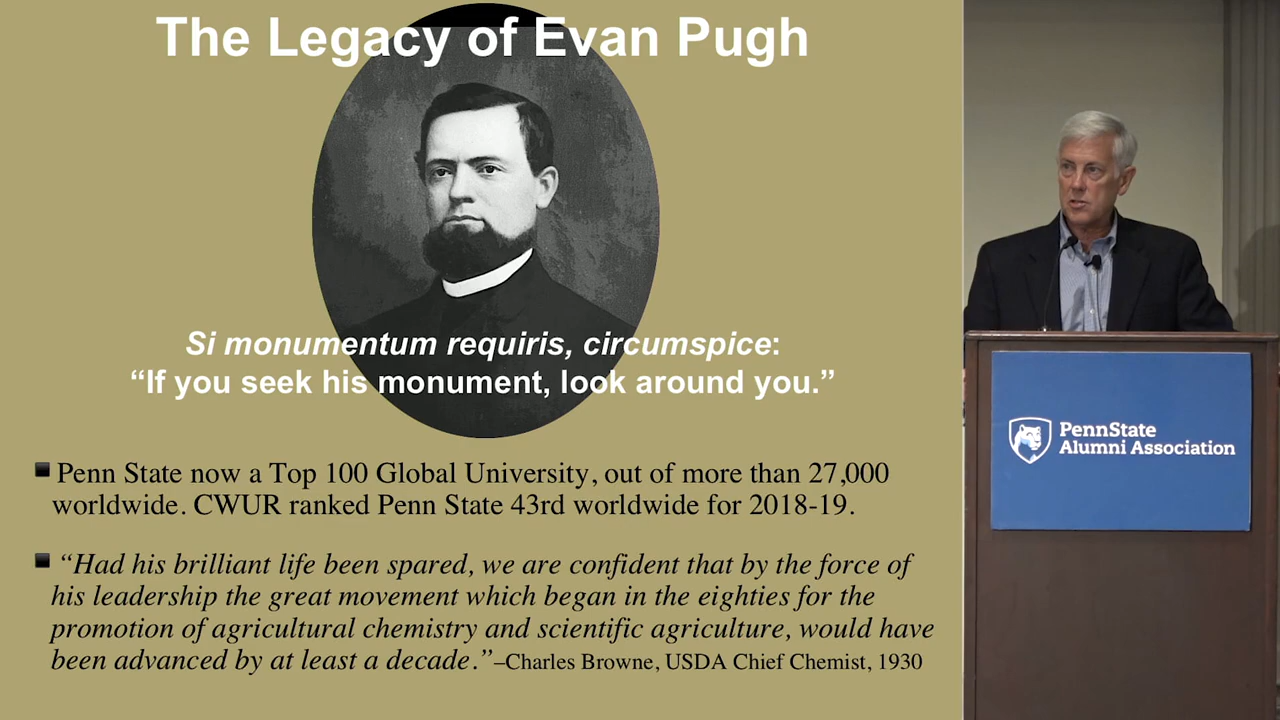 The Legacy of Evan Pugh
Si monumentum requiris, circumspice:
“If you seek his monument, look around you.”
Penn State now a Top 100 Global University, out of more than 27,000
worldwide. CWUR ranked Penn State 43rd worldwide for 2018-19.
“Had his brilliant life been spared, we are confident that by the force of
his leadership the great movement which began in the eighties for the
promotion of agricultural chemistry and scientific agriculture, would have
been advanced by at least a decade.”–Charles Browne, USDA Chief Chemist, 1930
PennState
Alumni Association